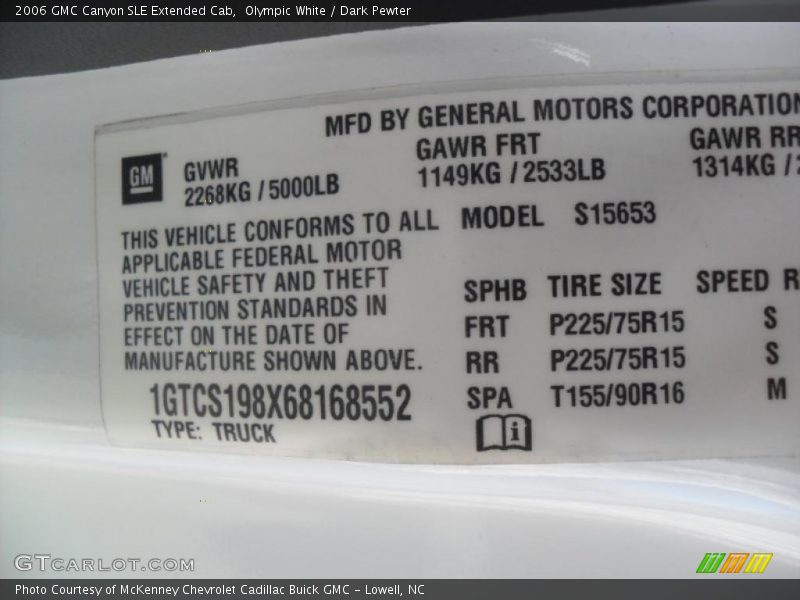 2006 GMC Canyon SLE Extended Cab,  Olympic White / Dark Pewter
MFD BY GENERAL MOTORS CORPORATION
GM
GVWR
2268KG / 5000LB
GAWR FRT
1149KG / 2533LB
GAWR RR
1314KG /
THIS VEHICLE CONFORMS TO ALL
APPLICABLE FEDERAL MOTOR
VEHICLE SAFETY AND THEFT
PREVENTION STANDARDS IN
EFFECT ON THE DATE OF
MANUFACTURE SHOWN ABOVE.
1GTCS198X68168552
TYPE: TRUCK
MODEL S15653
SPHB TIRE SIZE SPEED R
FRT P225/75R15 S
RR P225/75R15 S
SPA T155/90R16 M
i
GTCARLOT.COM
Photo Courtesy of McKenney Chevrolet Cadillac Buick GMC - Lowell, NC